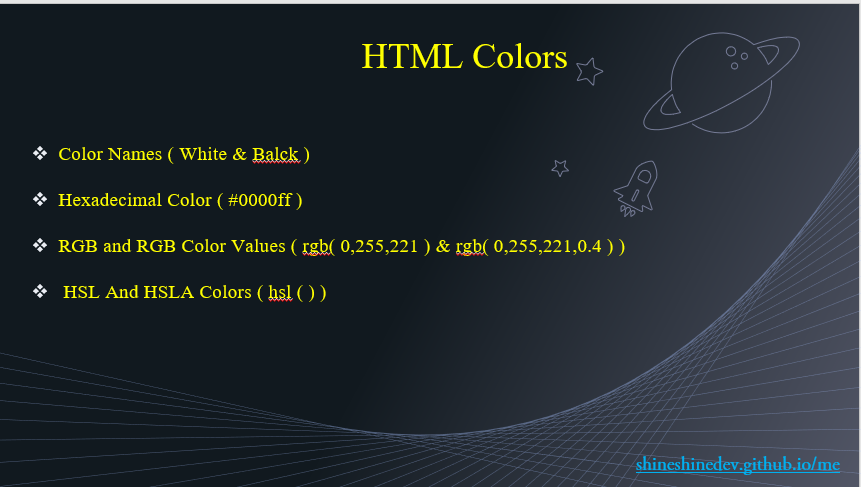 HTML Colors
❖ Color Names ( White & Balck )
❖ Hexadecimal Color ( #0000ff )
❖ RGB and RGB Color Values ( rgb( 0,255,221 ) & rgb( 0,255,221,0.4 ) )
❖ HSL And HSLA Colors ( hsl ( ) )
shineshinedev.github.io/me